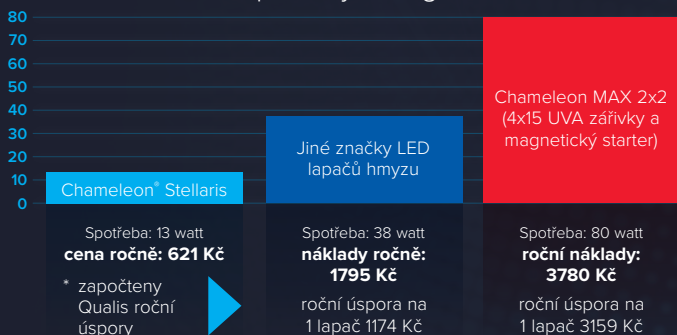 80
70
60
50
40
30
20
10
0
Chameleon® Stellaris
Jiné značky LED
lapačů hmyzu
Chameleon MAX 2x2
(4x15 UVA zářivky a
magnetický starter)
Spotřeba: 13 watt
cena ročně: 621 Kč
* započteny
Qualis roční
úspory
Spotřeba: 38 watt
náklady ročně:
1795 Kč
roční úspora na
1 lapač 1174 Kč
Spotřeba: 80 watt
roční náklady:
3780 Kč
roční úspora na
1 lapač 3159 Kč